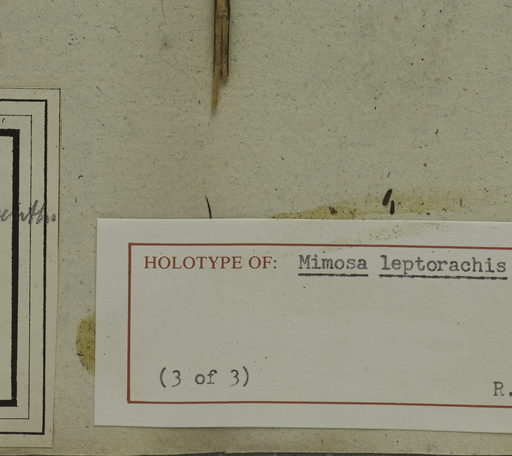 HOLOTYPE OF: Mimosa leptorachis
(3 of 3)
R.